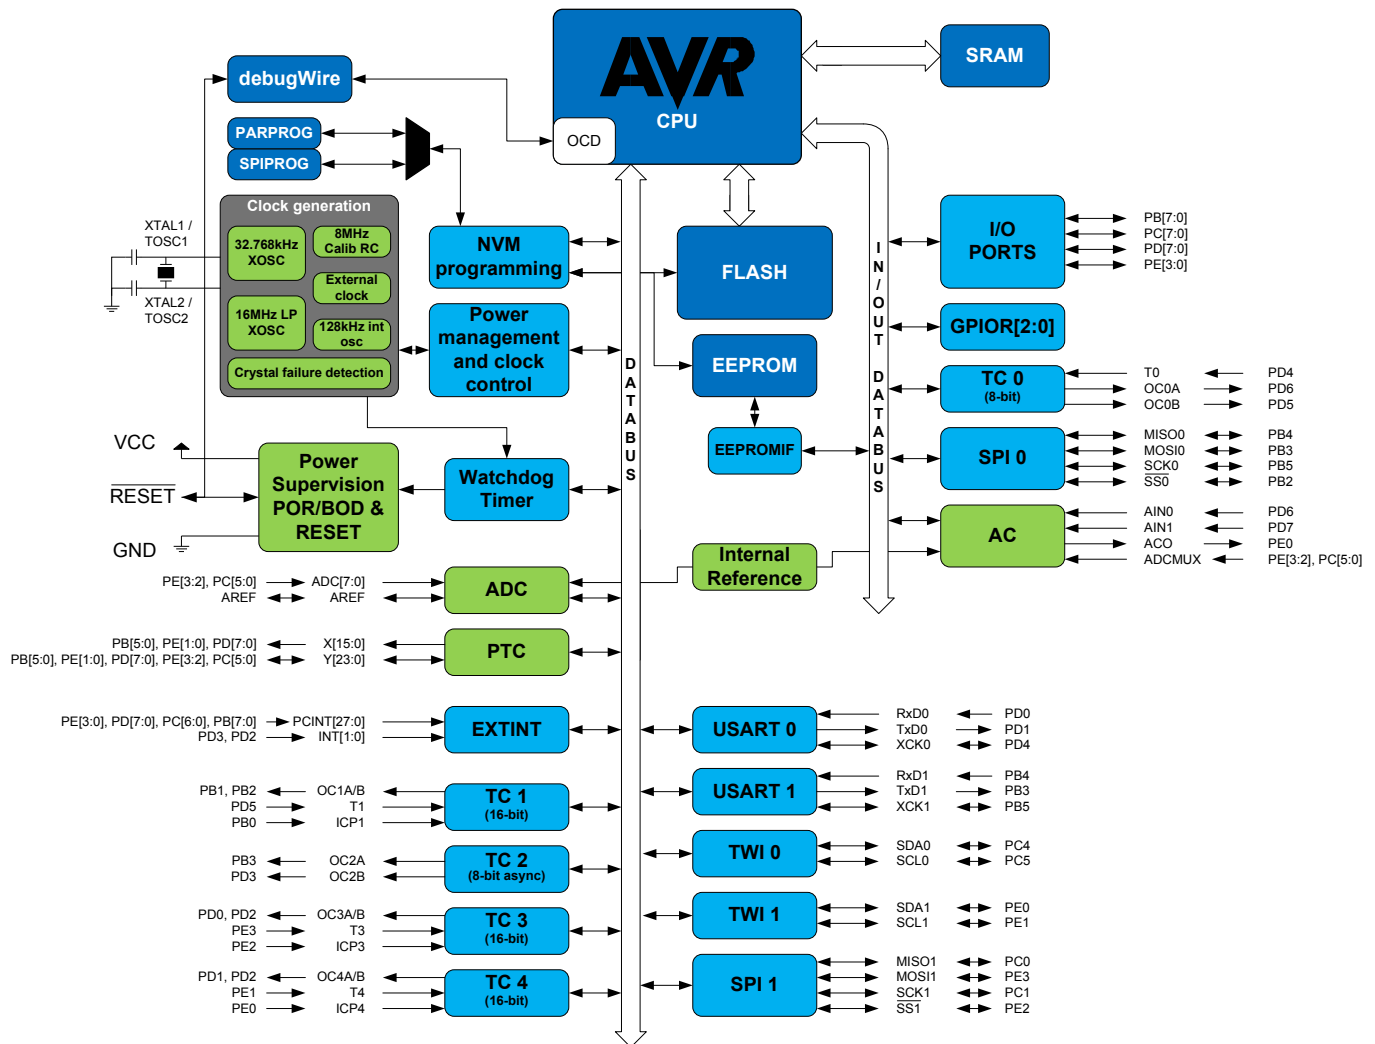 AVR
CPU
OCD
SRAM
debugWire
PARPROG
SPIPROG
Clock generation
XTAL1 /
TOSC1
32.768kHz
XOSC
8MHz
Calib RC
External
clock
XTAL2 /
TOSC2
16MHz LP
XOSC
128kHz int
osc
Crystal failure detection
NVM
programming
Power
management
and clock
control
FLASH
EEPROM
EEPROMIF
DATABUS
IN/OUT DATABUS
I/O
PORTS
PB[7:0]
PC[7:0]
PD[7:0]
PE[3:0]
GPIOR[2:0]
TC 0
(8-bit)
T0 PD4
OC0A PD6
OC0B PD5
SPI 0
MISO0 PB4
MOSI0 PB3
SCK0 PB5
SS0 PB2
AC
AIN0 PD6
AIN1 PD7
ACO PE0
ADCMUX PE[3:2], PC[5:0]
VCC
RESET
GND
Power
Supervision
POR/BOD &
RESET
Watchdog
Timer
Internal
Reference
PE[3:2], PC[5:0] ADC[7:0]
AREF AREF
ADC
PB[5:0], PE[1:0], PD[7:0] X[15:0]
PB[5:0], PE[1:0], PD[7:0], PE[3:2], PC[5:0] Y[23:0]
PTC
PE[3:0], PD[7:0], PC[6:0], PB[7:0] PCINT[27:0]
PD3, PD2 INT[1:0]
EXTINT
PB1, PB2 OC1A/B
PD5 T1
PB0 ICP1
TC 1
(16-bit)
PB3 OC2A
PD3 OC2B
TC 2
(8-bit async)
PD0, PD2 OC3A/B
PE3 T3
PE2 ICP3
TC 3
(16-bit)
PD1, PD2 OC4A/B
PE1 T4
PE0 ICP4
TC 4
(16-bit)
USART 0
RxD0 PD0
TxD0 PD1
XCK0 PD4
USART 1
RxD1 PB4
TxD1 PB3
XCK1 PB5
TWI 0
SDA0 PC4
SCL0 PC5
TWI 1
SDA1 PE0
SCL1 PE1
SPI 1
MISO1 PC0
MOSI1 PE3
SCK1 PC1
SS1 PE2